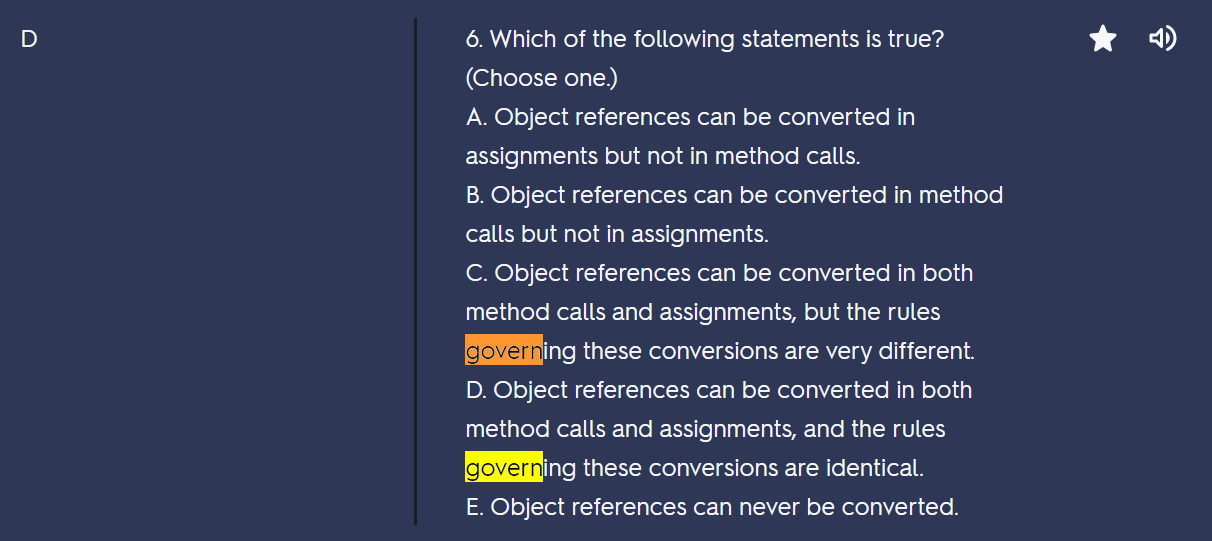 D
6. Which of the following statements is true?
(Choose one.)
A. Object references can be converted in
assignments but not in method calls.
B. Object references can be converted in method
calls but not in assignments.
C. Object references can be converted in both
method calls and assignments, but the rules
governing these conversions are very different.
D. Object references can be converted in both
method calls and assignments, and the rules
governing these conversions are identical.
E. Object references can never be converted.